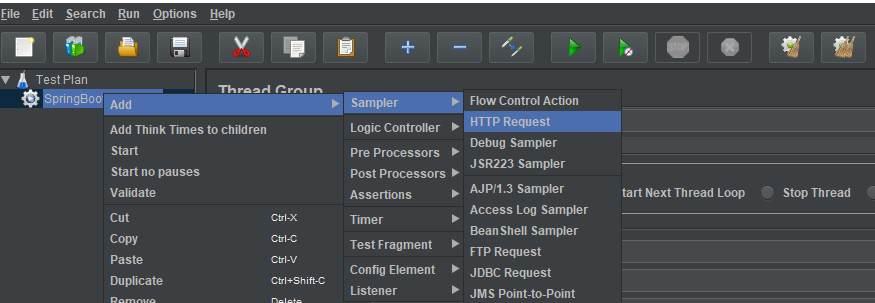 File Edit Search Run Options Help
STOP
Test Plan
Thread Group
SpringBoo
Add
Add Think Times to children
Start
Start no pauses
Validate
Cut Ctrl-X
Copy Ctrl-C
Paste Ctrl-V
Duplicate Ctrl+Shift-C
Remove Delete
Sampler
Logic Controller
Pre Processors
Post Processors
Assertions
Timer
Test Fragment
Config Element
Listener
Flow Control Action
HTTP Request
Debug Sampler
JSR223 Sampler
AJP/1.3 Sampler
Access Log Sampler
BeanShell Sampler
FTP Request
JDBC Request
JMS Point-to-Point
tart Next Thread Loop Stop Thread